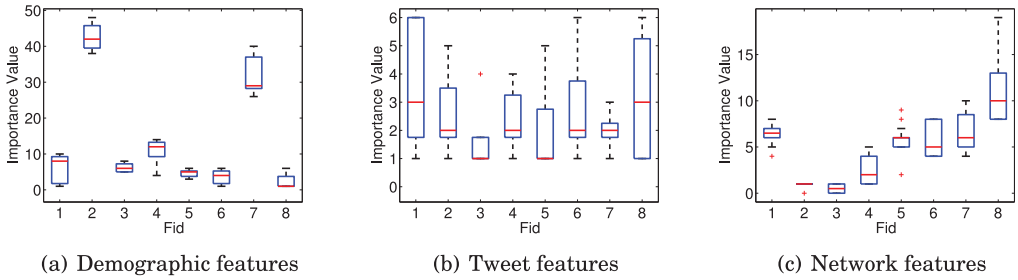 50
40
30
20
10
0
Importance Value
1 2 3 4 5 6 7 8
Fid
(a) Demographic features
6
5
4
3
2
1
0
Importance Value
1 2 3 4 5 6 7 8
Fid
(b) Tweet features
15
10
5
0
Importance Value
1 2 3 4 5 6 7 8
Fid
(c) Network features